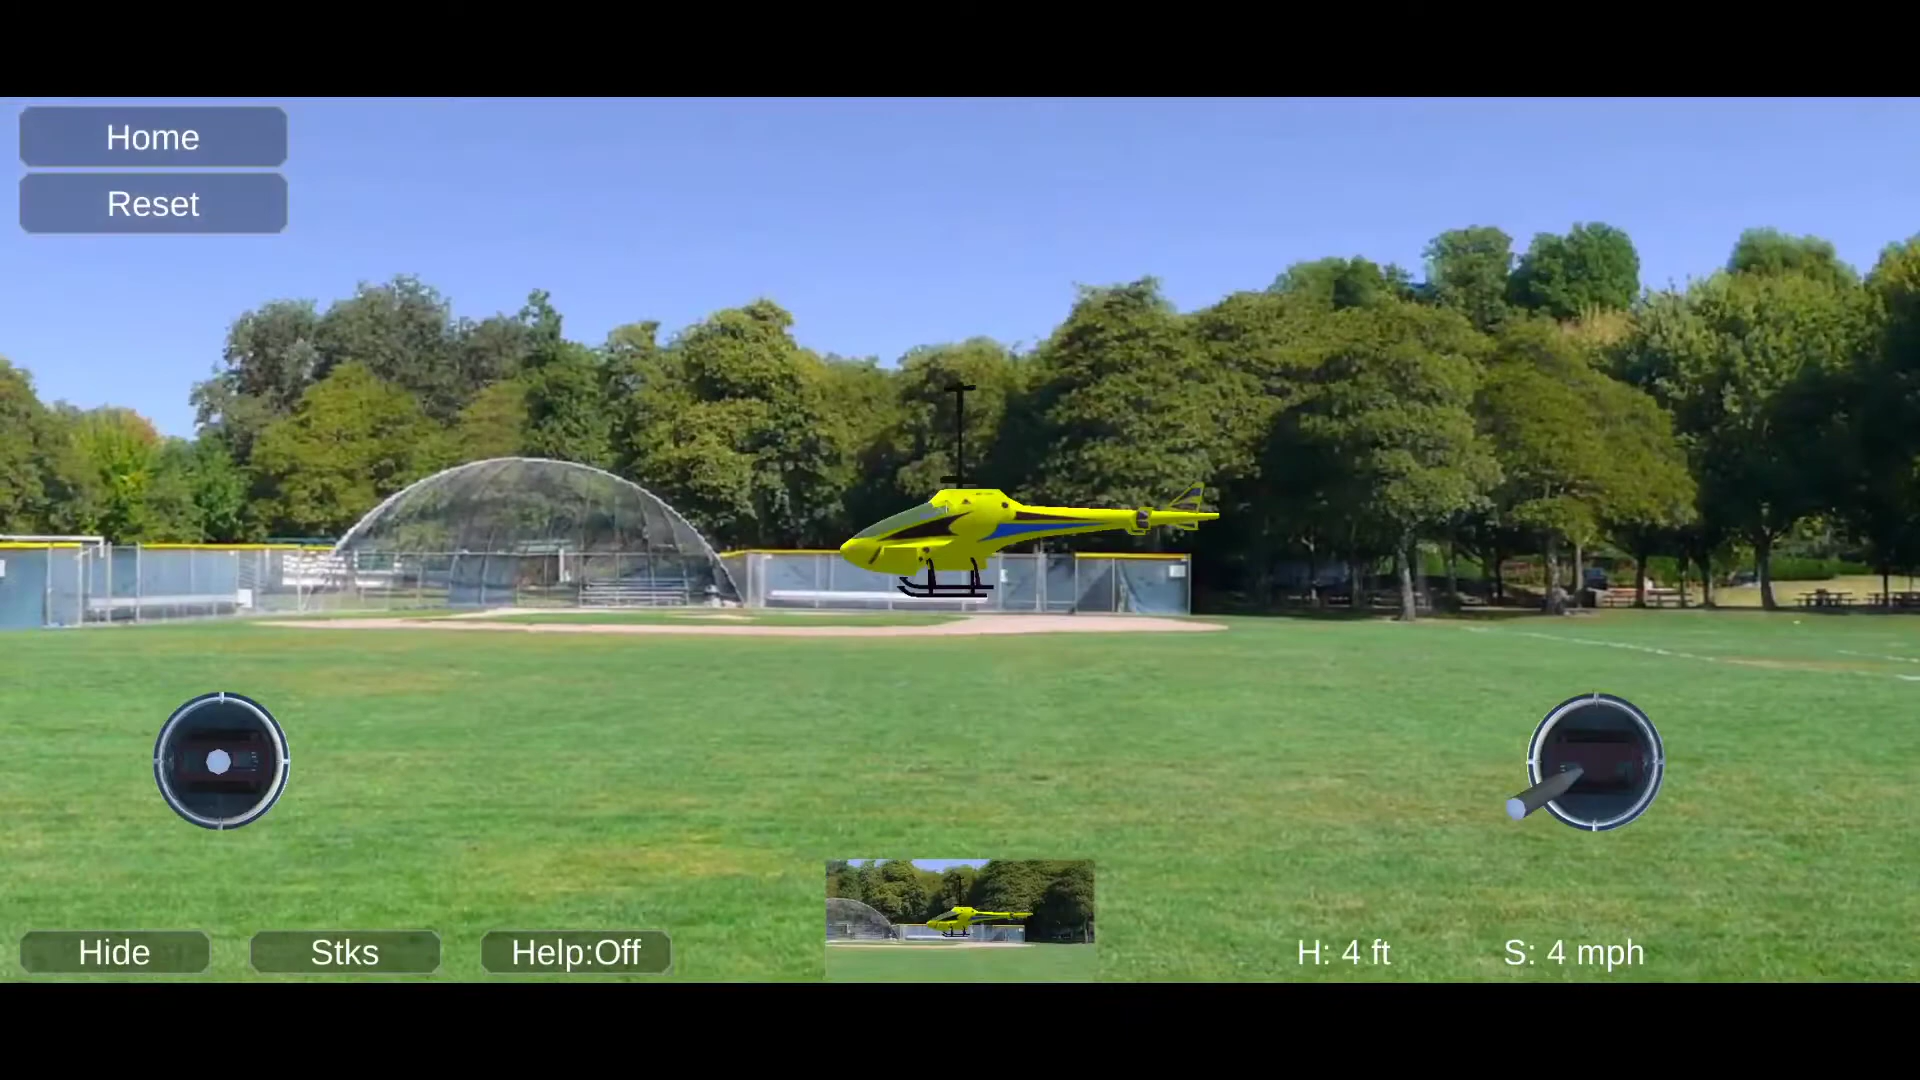 Home
Reset
Hide
Stks
Help:Off
H: 4 ft
S: 4 mph